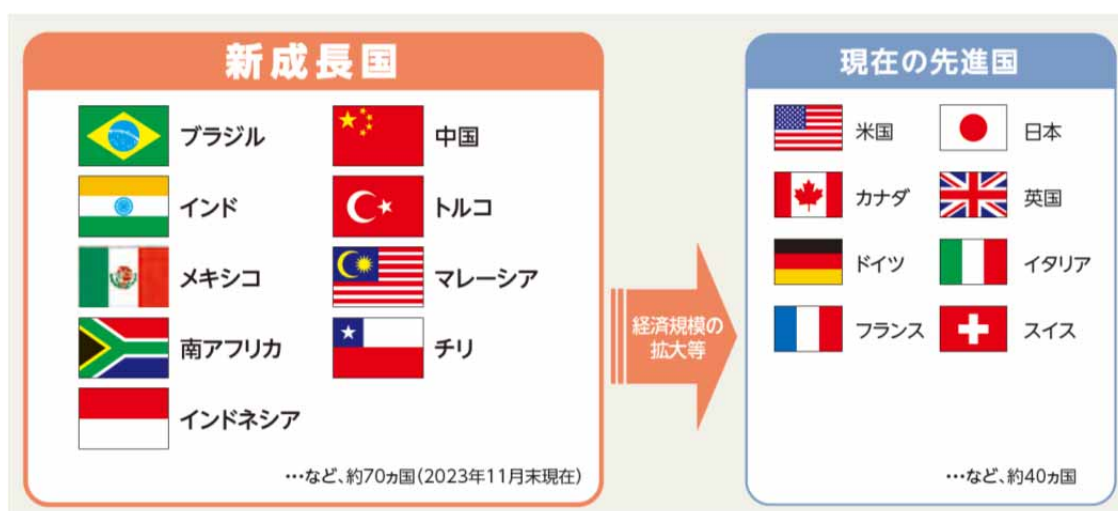 新成長国
ブラジル
中国
インド
トルコ
メキシコ
マレーシア
南アフリカ
チリ
インドネシア
…など、約70ヵ国(2023年11月末現在)
経済規模の
拡大等
現在の先進国
米国
日本
カナダ
英国
ドイツ
イタリア
フランス
スイス
…など、約40ヵ国